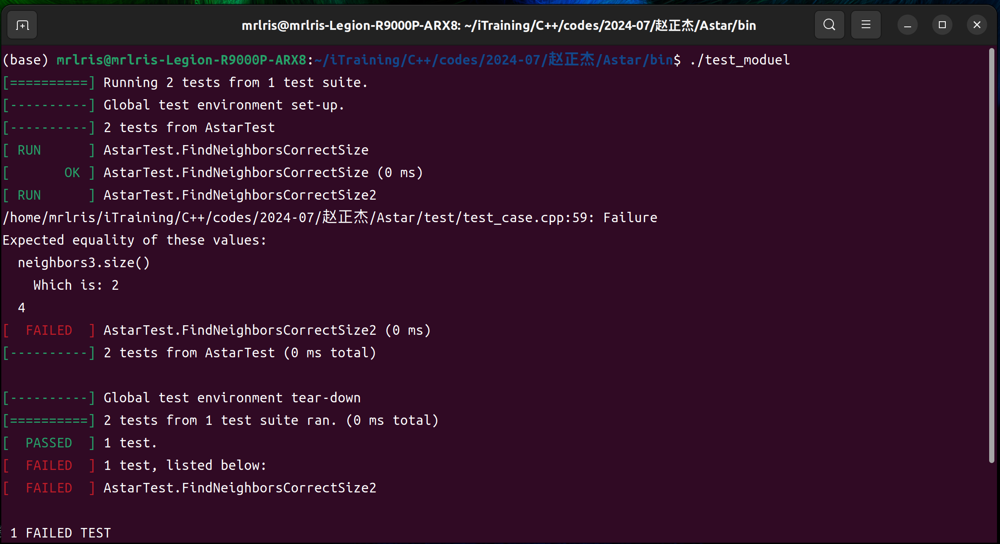 mrlris@mrlris-Legion-R9000P-ARX8: ~/iTraining/C++/codes/2024-07/赵正杰/Astar/bin
(base) mrlris@mrlris-Legion-R9000P-ARX8:~/iTraining/C++/codes/2024-07/赵正杰/Astar/bin$ ./test_moduel
[==========] Running 2 tests from 1 test suite.
[----------] Global test environment set-up.
[----------] 2 tests from AstarTest
[ RUN      ] AstarTest.FindNeighborsCorrectSize
[       OK ] AstarTest.FindNeighborsCorrectSize (0 ms)
[ RUN      ] AstarTest.FindNeighborsCorrectSize2
/home/mrlris/iTraining/C++/codes/2024-07/赵正杰/Astar/test/test_case.cpp:59: Failure
Expected equality of these values:
  neighbors3.size()
    Which is: 2
  4
[  FAILED  ] AstarTest.FindNeighborsCorrectSize2 (0 ms)
[----------] 2 tests from AstarTest (0 ms total)

[----------] Global test environment tear-down
[==========] 2 tests from 1 test suite ran. (0 ms total)
[  PASSED  ] 1 test.
[  FAILED  ] 1 test, listed below:
[  FAILED  ] AstarTest.FindNeighborsCorrectSize2

 1 FAILED TEST